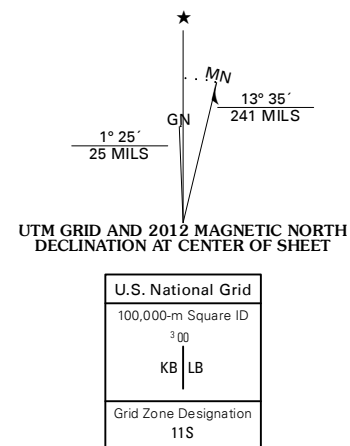 ★
MN
GN
13° 35´
241 MILS
1° 25´
25 MILS
UTM GRID AND 2012 MAGNETIC NORTH
DECLINATION AT CENTER OF SHEET
U.S. National Grid
100,000-m Square ID
³00
KB LB
Grid Zone Designation
11S